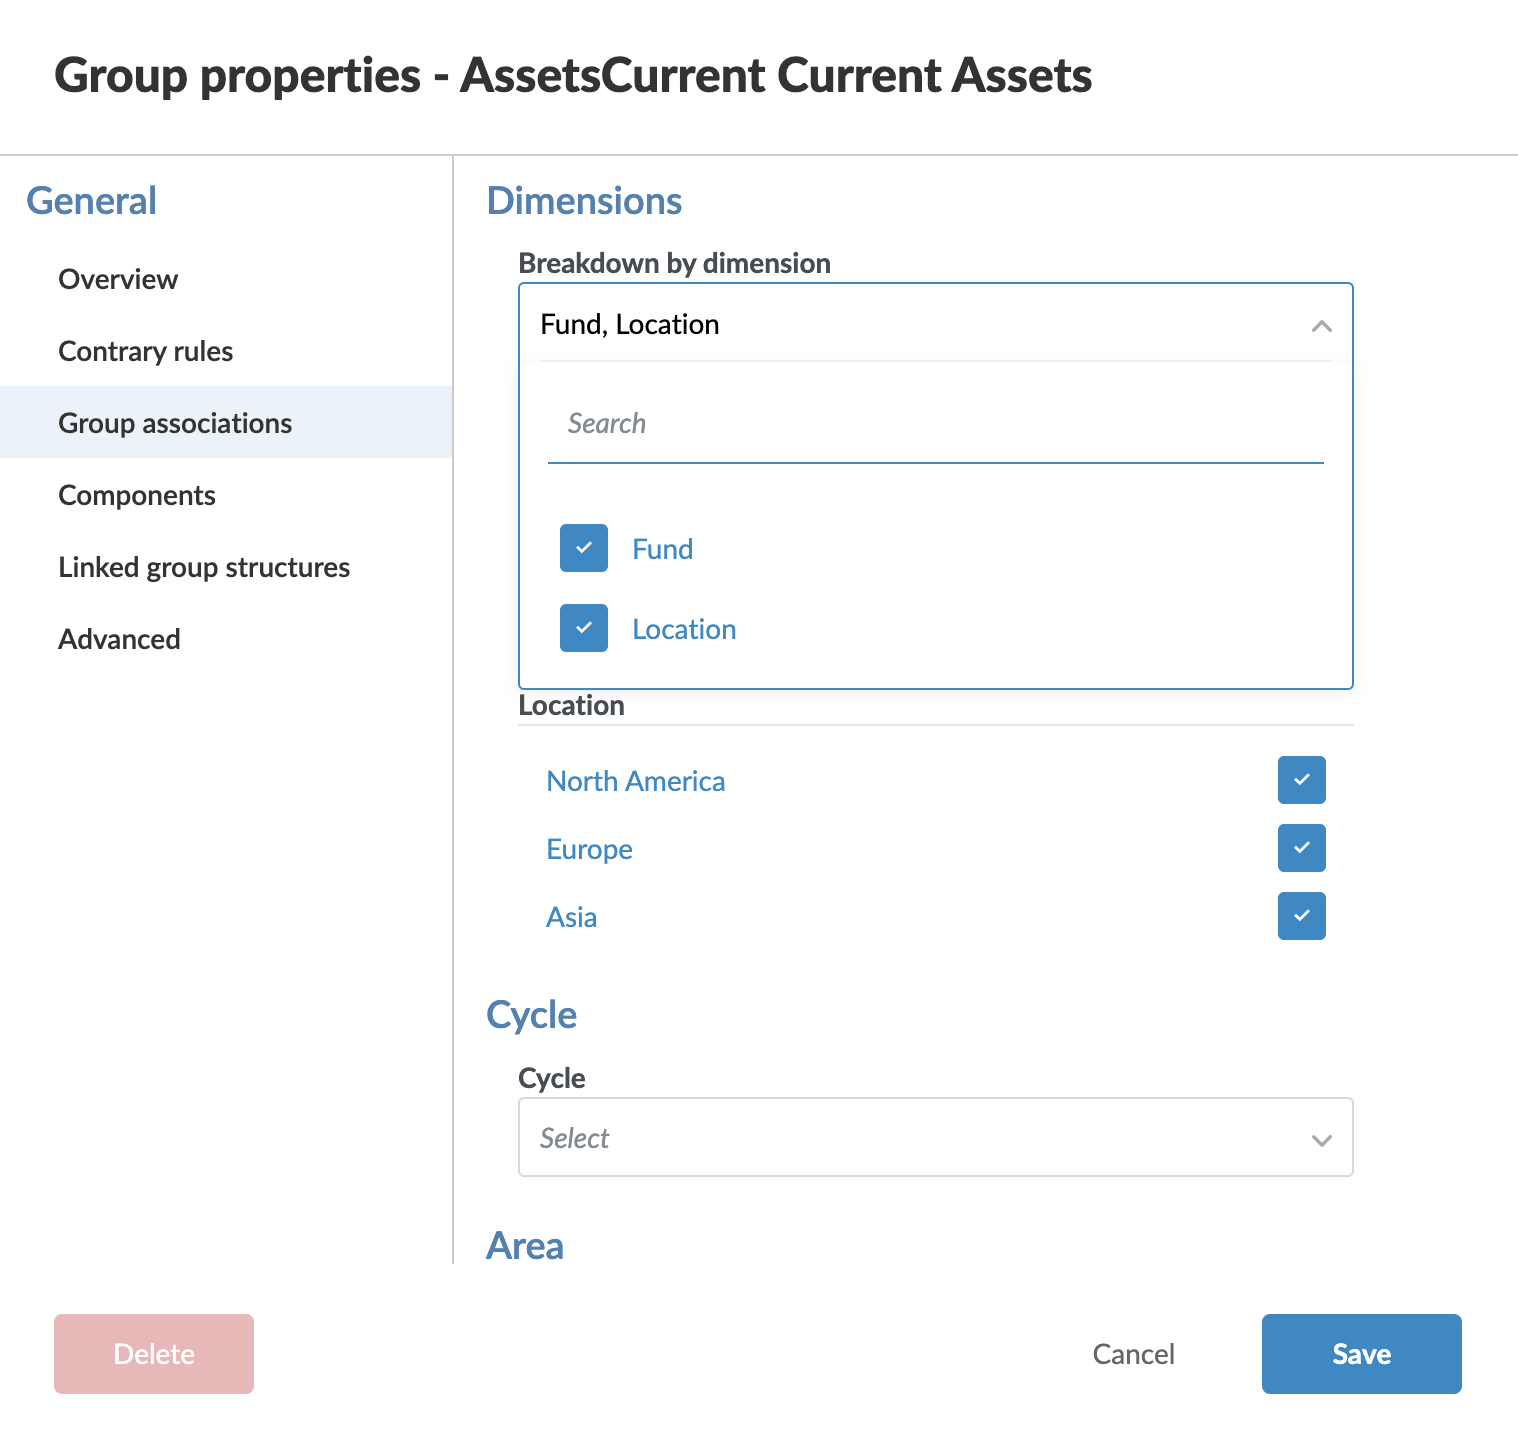 Group properties - AssetsCurrent Current Assets
General
Overview
Contrary rules
Group associations
Components
Linked group structures
Advanced
Dimensions
Breakdown by dimension
Fund, Location
Search
Fund
Location
Location
North America
Europe
Asia
Cycle
Cycle
Select
Area
Delete
Cancel
Save